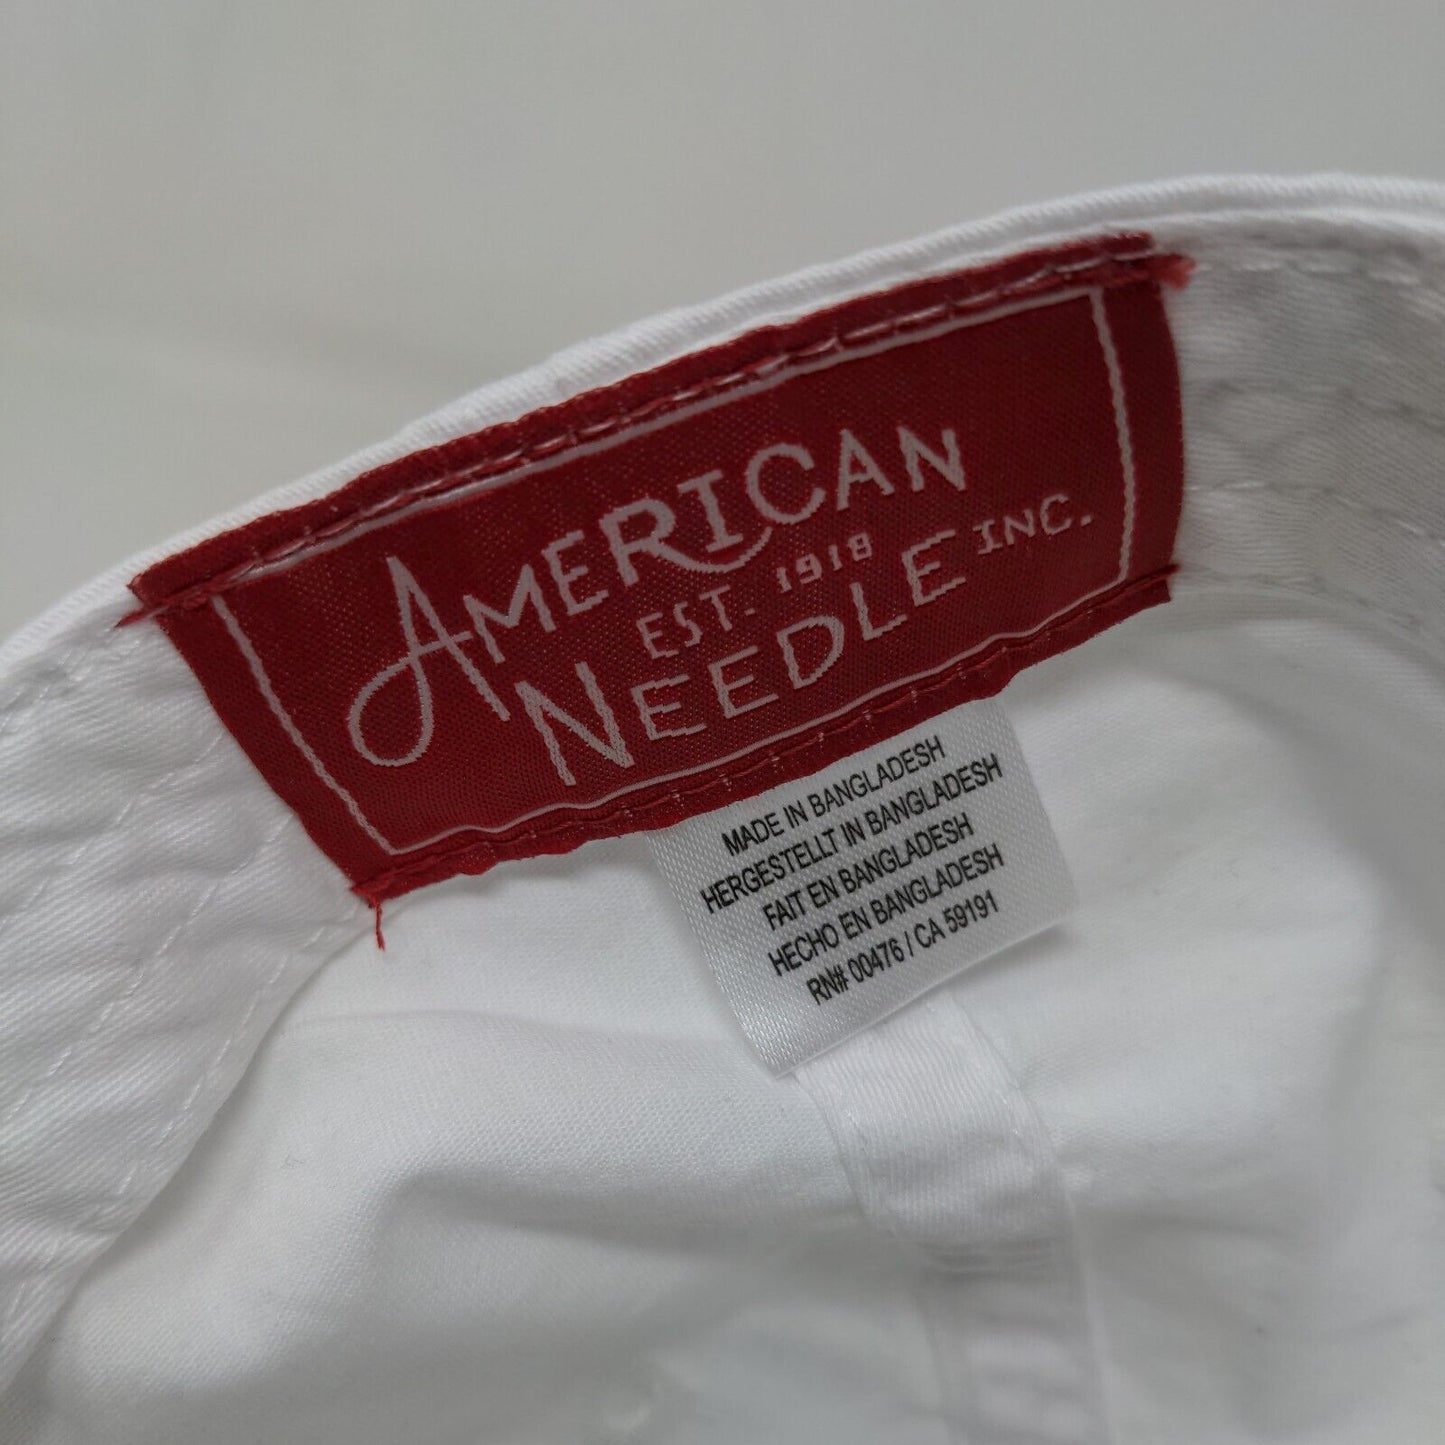 AMERICAN
EST. 1918
NEEDLE INC.
MADE IN BANGLADESH
HERGESTELLT IN BANGLADESH
FAIT EN BANGLADESH
HECHO EN BANGLADESH
RN# 00476 / CA 59191